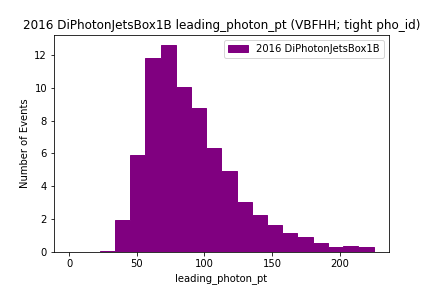 2016 DiPhotonJetsBox1B leading_photon_pt (VBFHH; tight pho_id)
2016 DiPhotonJetsBox1B
Number of Events
12
10
8
6
4
2
0
0 50 100 150 200
leading_photon_pt